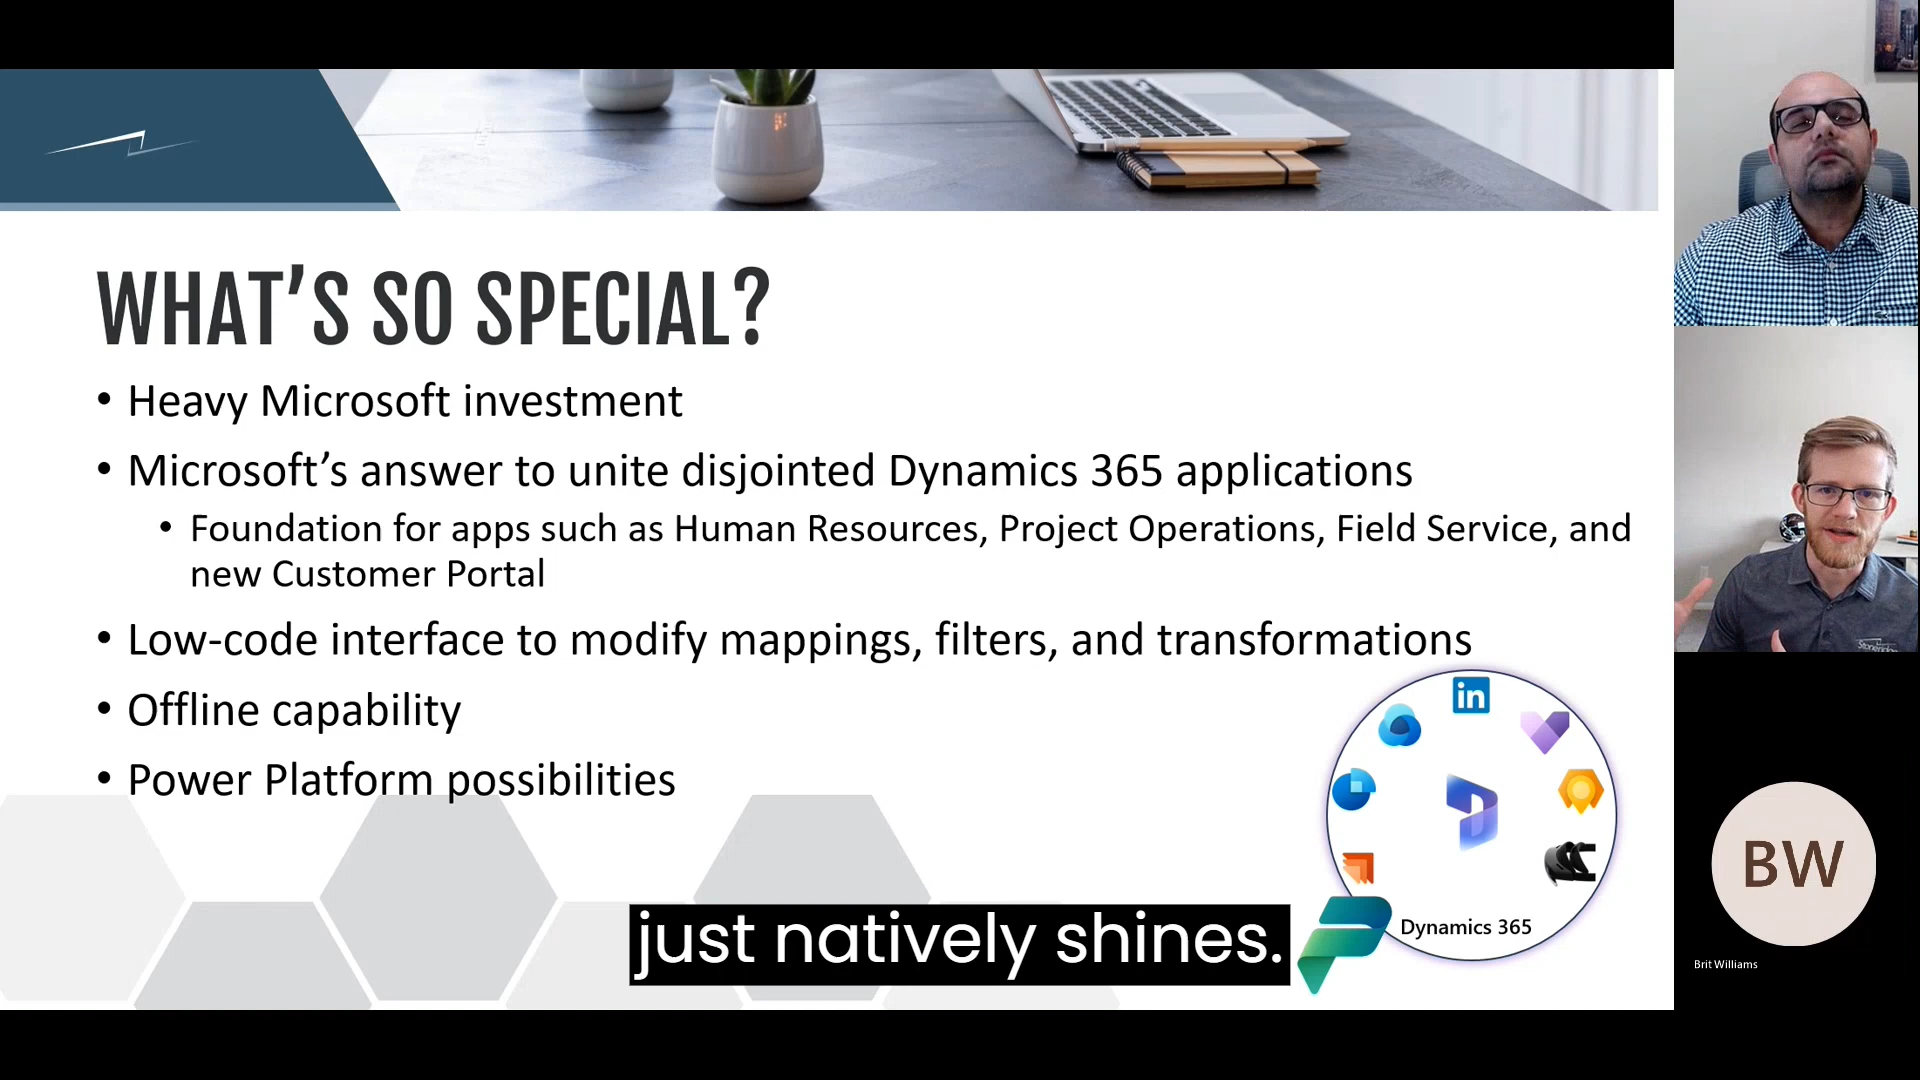 WHAT’S SO SPECIAL?
• Heavy Microsoft investment
• Microsoft’s answer to unite disjointed Dynamics 365 applications
• Foundation for apps such as Human Resources, Project Operations, Field Service, and
new Customer Portal
• Low-code interface to modify mappings, filters, and transformations
• Offline capability
• Power Platform possibilities
in
Dynamics 365
just natively shines.
BW
Brit Williams